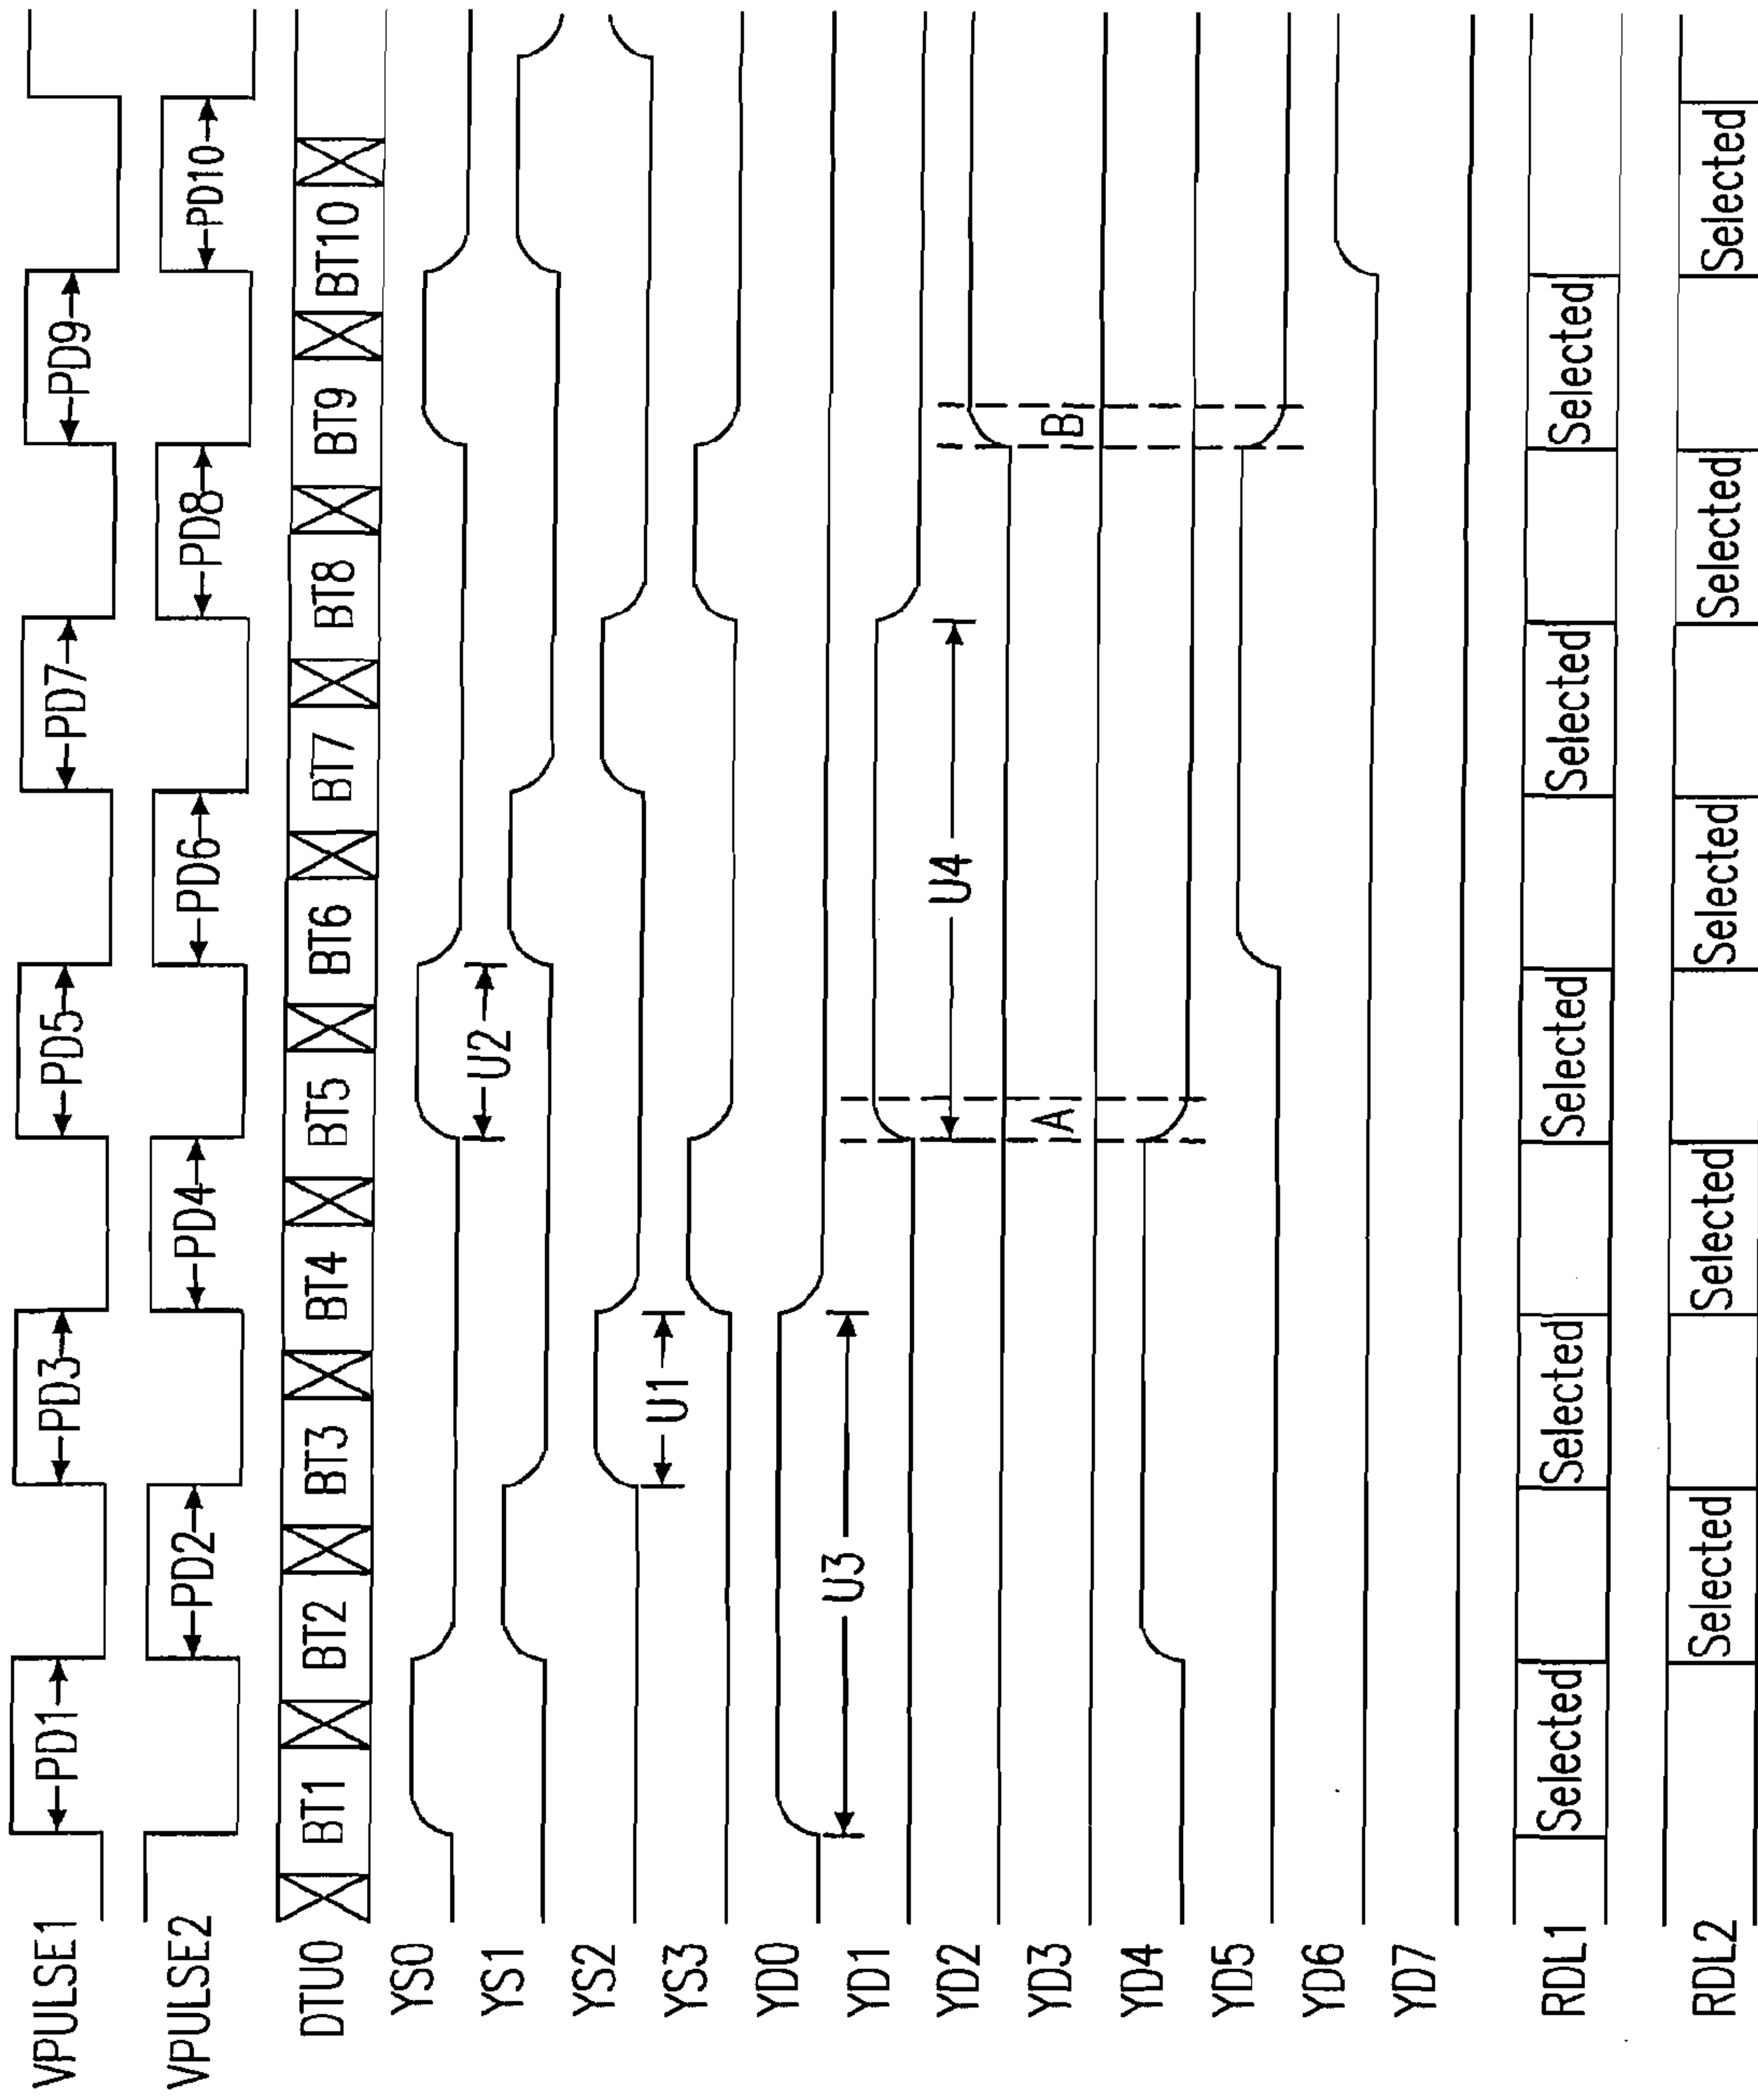 VPULSE1
PD1
PD3
PD5
PD7
PD9
VPULSE2
PD2
PD4
PD6
PD8
PD10
DTU0
BT1
BT2
BT3
BT4
BT5
BT6
BT7
BT8
BT9
BT10
YS0
YS1
U2
YS2
YS3
U1
YD0
YD1
U3
YD2
U4
YD3
A
B
YD4
YD5
YD6
YD7
RDL1
Selected
Selected
Selected
Selected
Selected
RDL2
Selected
Selected
Selected
Selected
Selected